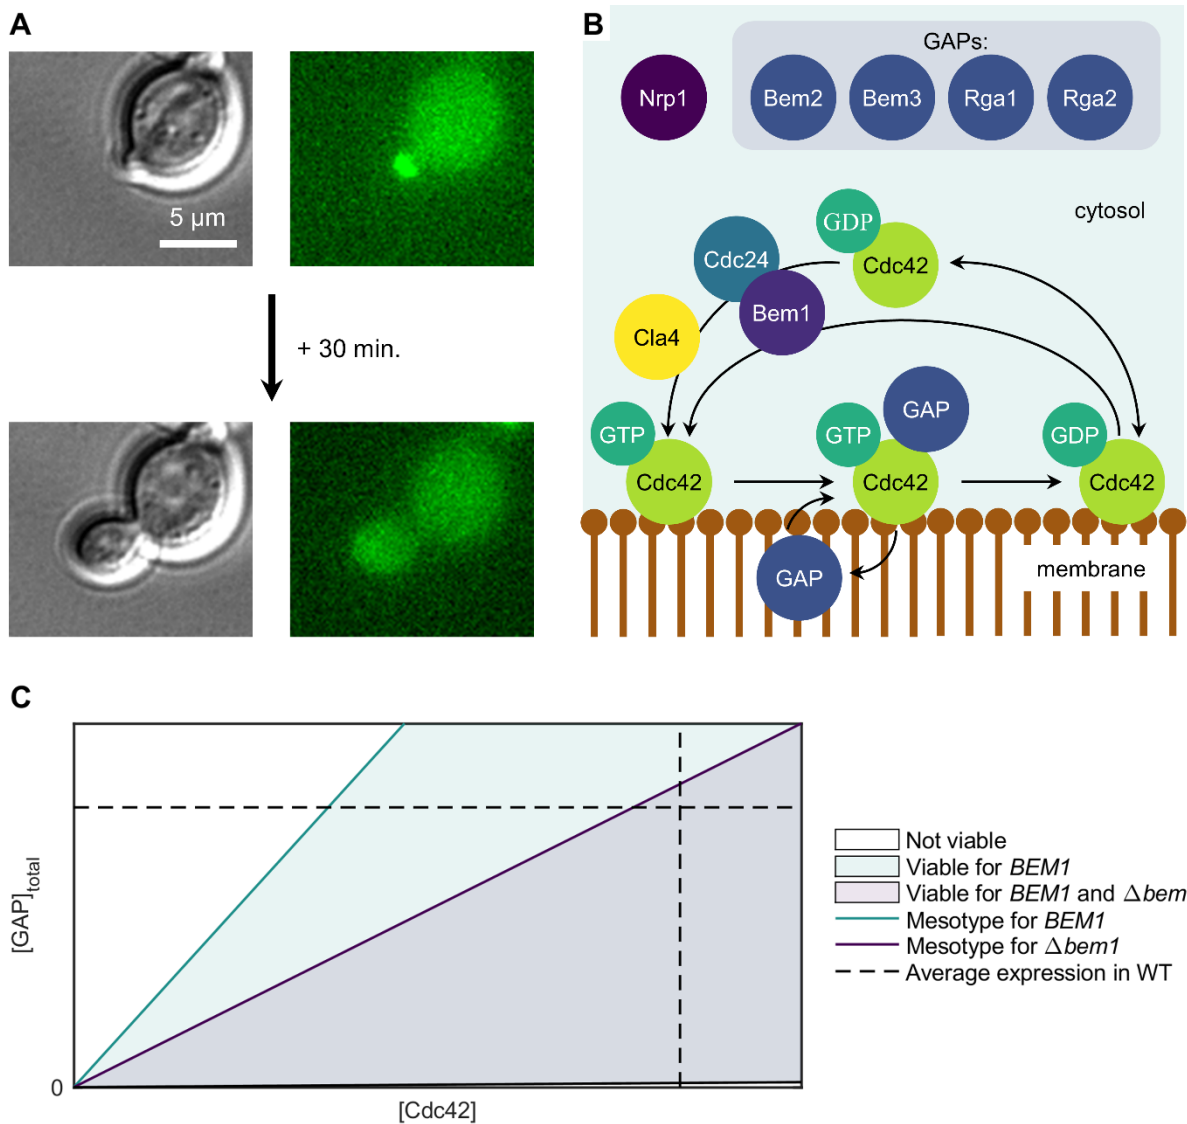 A
5 µm
+ 30 min.
B
GAPs:
Nrp1
Bem2
Bem3
Rga1
Rga2
cytosol
GDP
Cdc42
Cdc24
Bem1
Cla4
GTP
Cdc42
GTP
GAP
Cdc42
GDP
Cdc42
GAP
membrane
C
[GAP]total
0
[Cdc42]
Not viable
Viable for BEM1
Viable for BEM1 and Δbem
Mesotype for BEM1
Mesotype for Δbem1
Average expression in WT